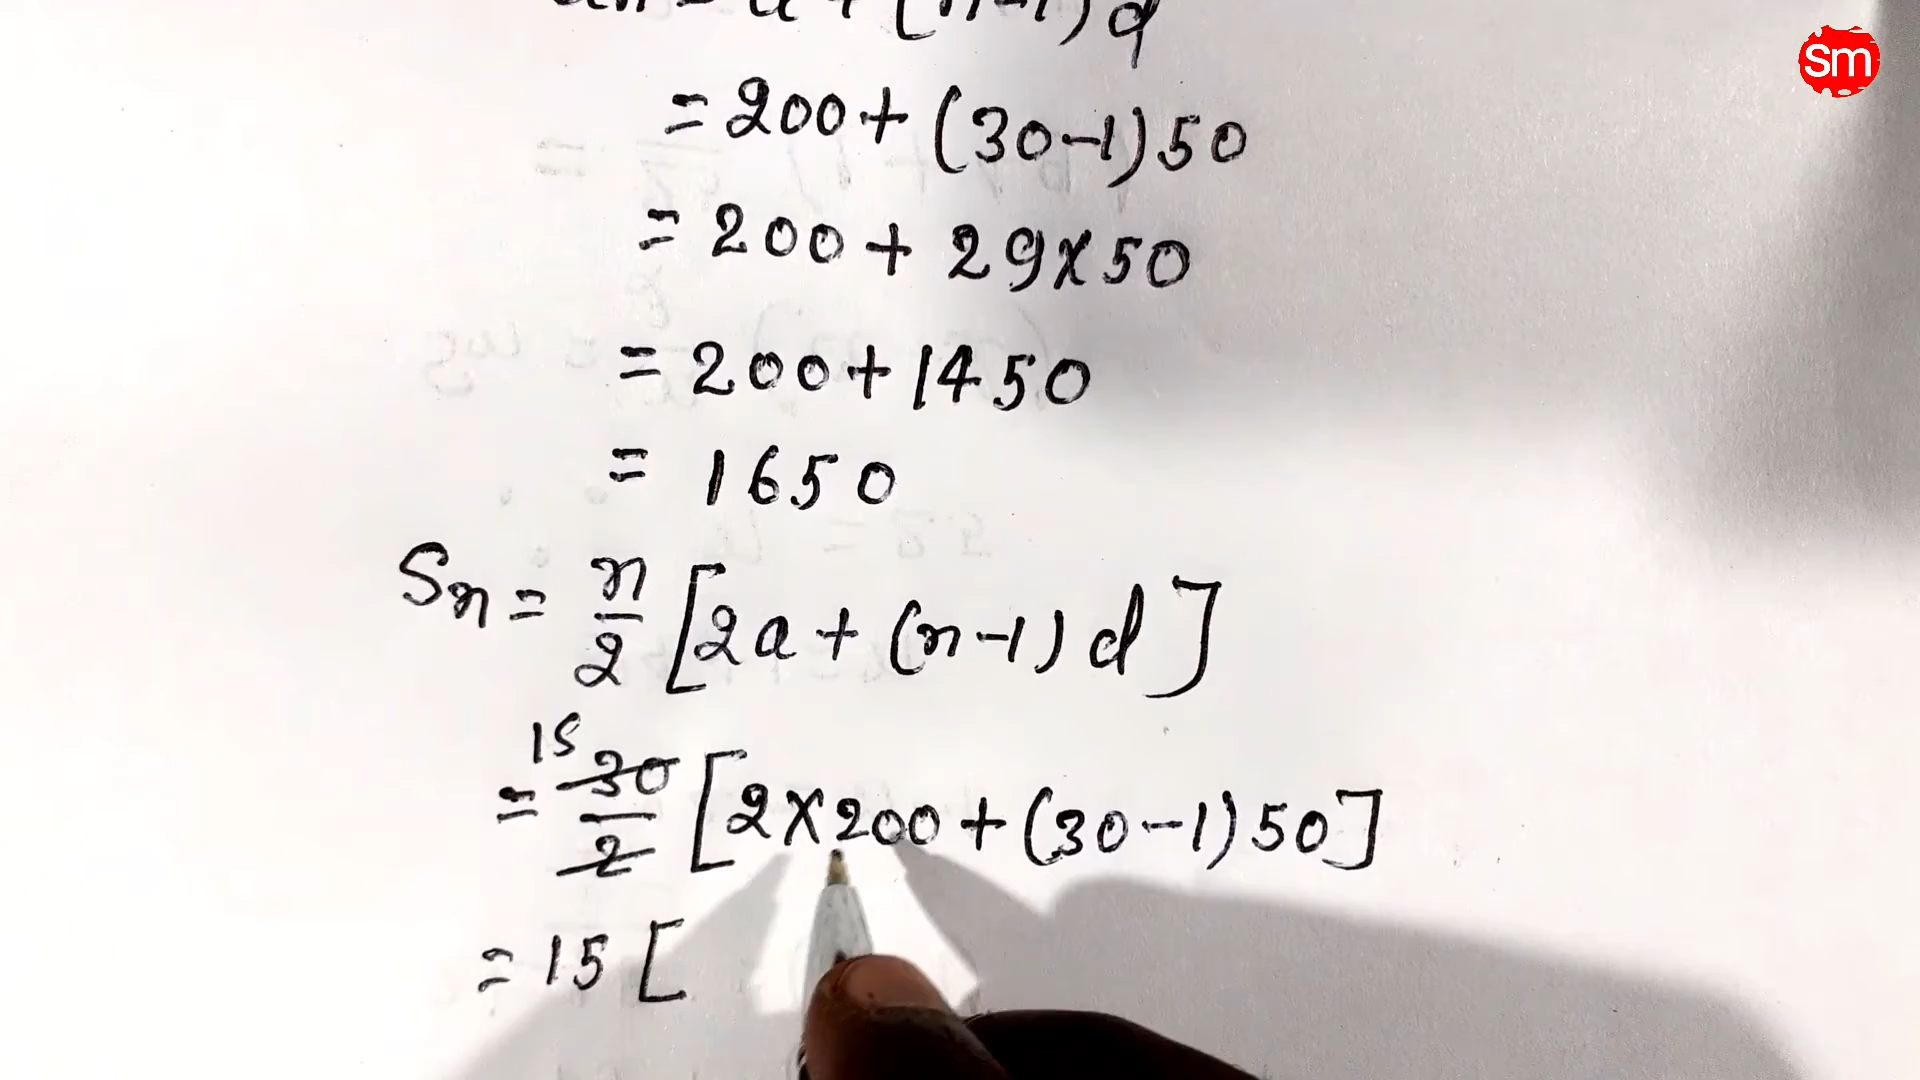 = a + (n-1)d
sm
= 200 + (30-1)50
= 200 + 29x50
= 200 + 1450
= 1650
Sn = n/2 [2a + (n-1) d]
= 15 30/2 [2x200 + (30-1)50]
= 15 [